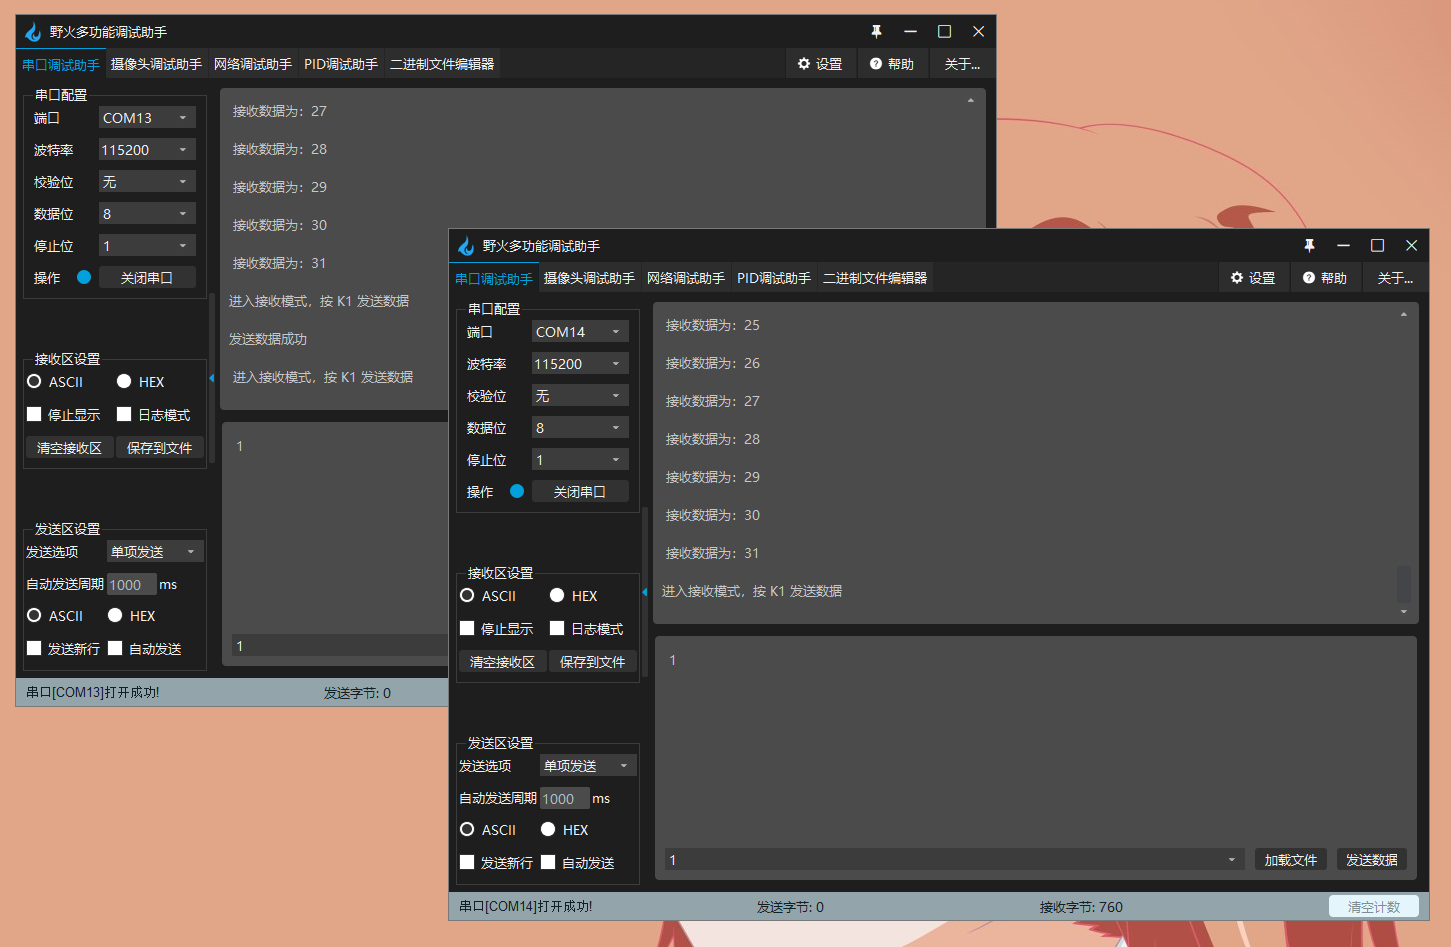 野火多功能调试助手
串口调试助手 摄像头调试助手 网络调试助手 PID调试助手 二进制文件编辑器 设置 帮助 关于...
串口配置
端口 COM13
波特率 115200
校验位 无
数据位 8
停止位 1
操作 关闭串口
接收区设置
ASCII HEX
停止显示 日志模式
清空接收区 保存到文件
发送区设置
发送选项 单项发送
自动发送周期 1000 ms
ASCII HEX
发送新行 自动发送
接收数据为：27
接收数据为：28
接收数据为：29
接收数据为：30
接收数据为：31
进入接收模式，按 K1 发送数据
发送数据成功
进入接收模式，按 K1 发送数据
1
1
串口[COM13]打开成功! 发送字节: 0
野火多功能调试助手
串口调试助手 摄像头调试助手 网络调试助手 PID调试助手 二进制文件编辑器 设置 帮助 关于...
串口配置
端口 COM14
波特率 115200
校验位 无
数据位 8
停止位 1
操作 关闭串口
接收区设置
ASCII HEX
停止显示 日志模式
清空接收区 保存到文件
发送区设置
发送选项 单项发送
自动发送周期 1000 ms
ASCII HEX
发送新行 自动发送
接收数据为：25
接收数据为：26
接收数据为：27
接收数据为：28
接收数据为：29
接收数据为：30
接收数据为：31
进入接收模式，按 K1 发送数据
1
1 加载文件 发送数据
串口[COM14]打开成功! 发送字节: 0 接收字节: 760 清空计数